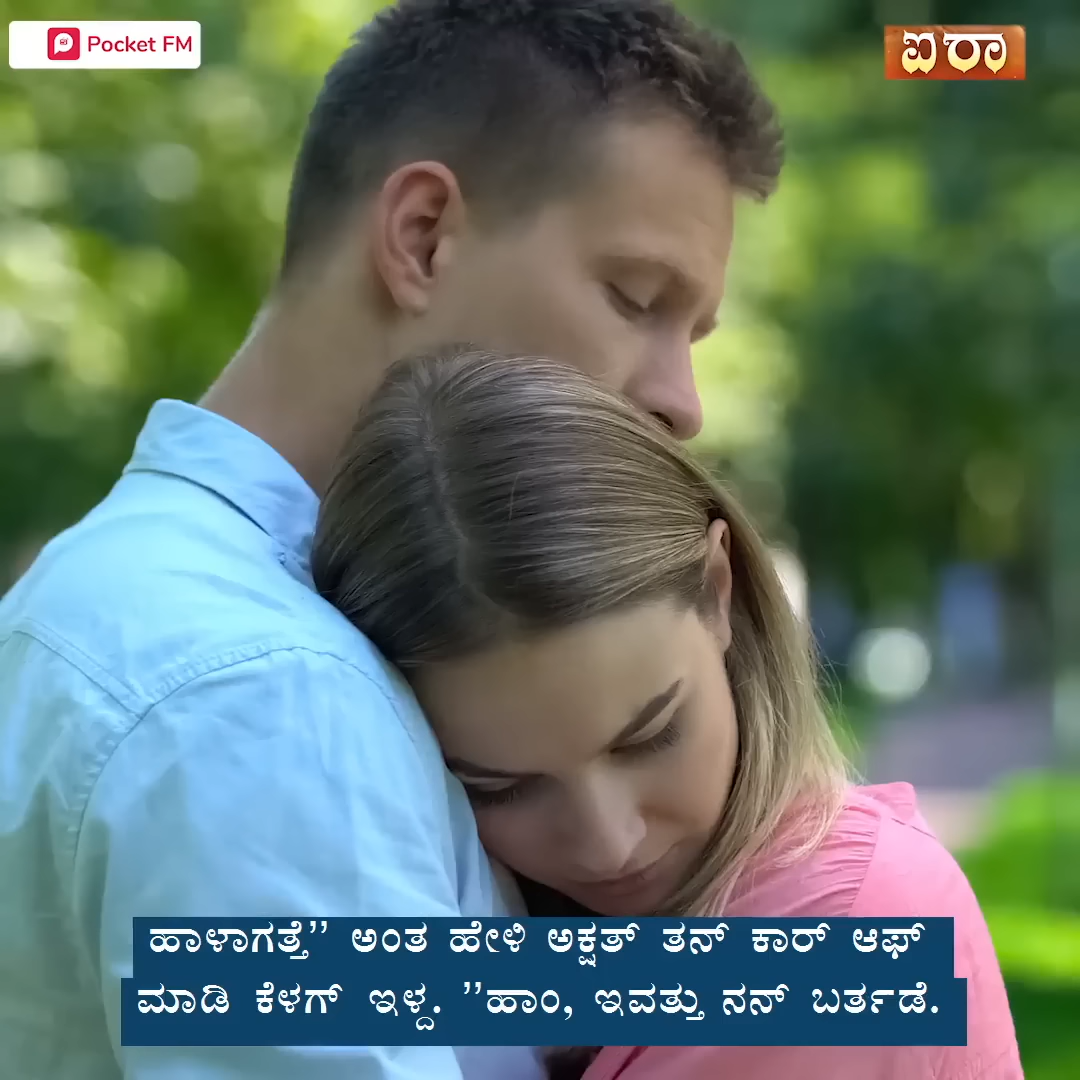 Pocket FM
ಐರಾ
ಹಾಳಾಗತ್ತೆ’’ ಅಂತ ಹೇಳಿ ಅಕ್ಷತ್ ತನ್ ಕಾರ್ ಆಫ್
ಮಾಡಿ ಕೆಳಗ್ ಇಳ್ದ. ’’ಹಾಂ, ಇವತ್ತು ನನ್ ಬರ್ತಡೆ.